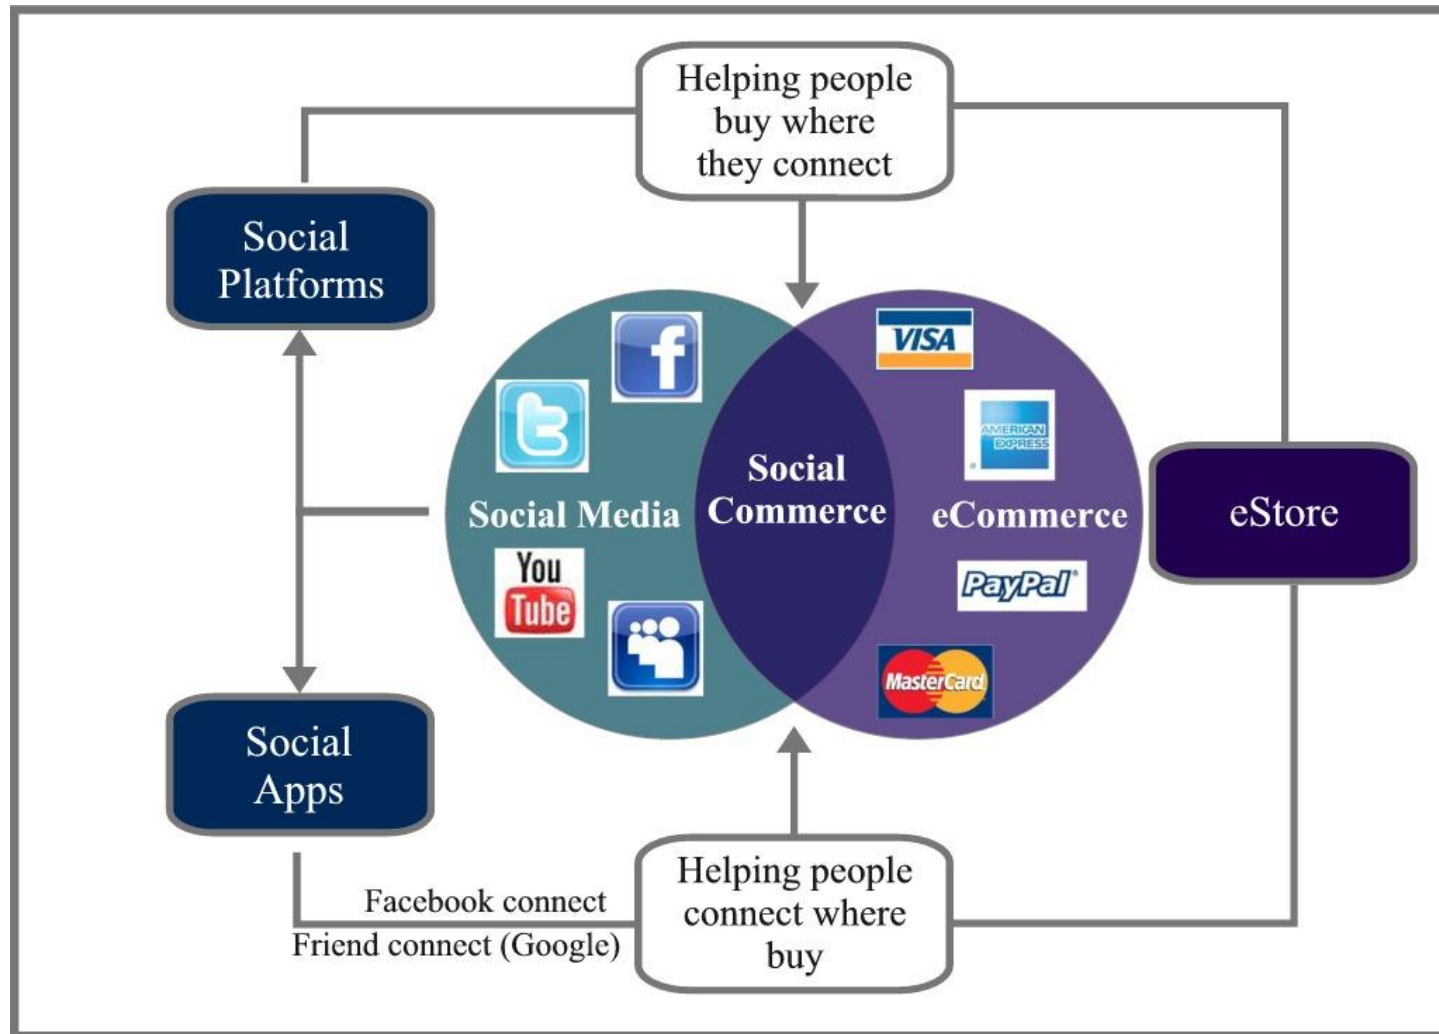 Helping people
buy where
they connect
Social
Platforms
f
VISA
t
AMERICAN
EXPRESS
Social
Commerce
Social Media
eCommerce
eStore
You
Tube
PayPal
MasterCard
Social
Apps
Helping people
connect where
buy
Facebook connect
Friend connect (Google)